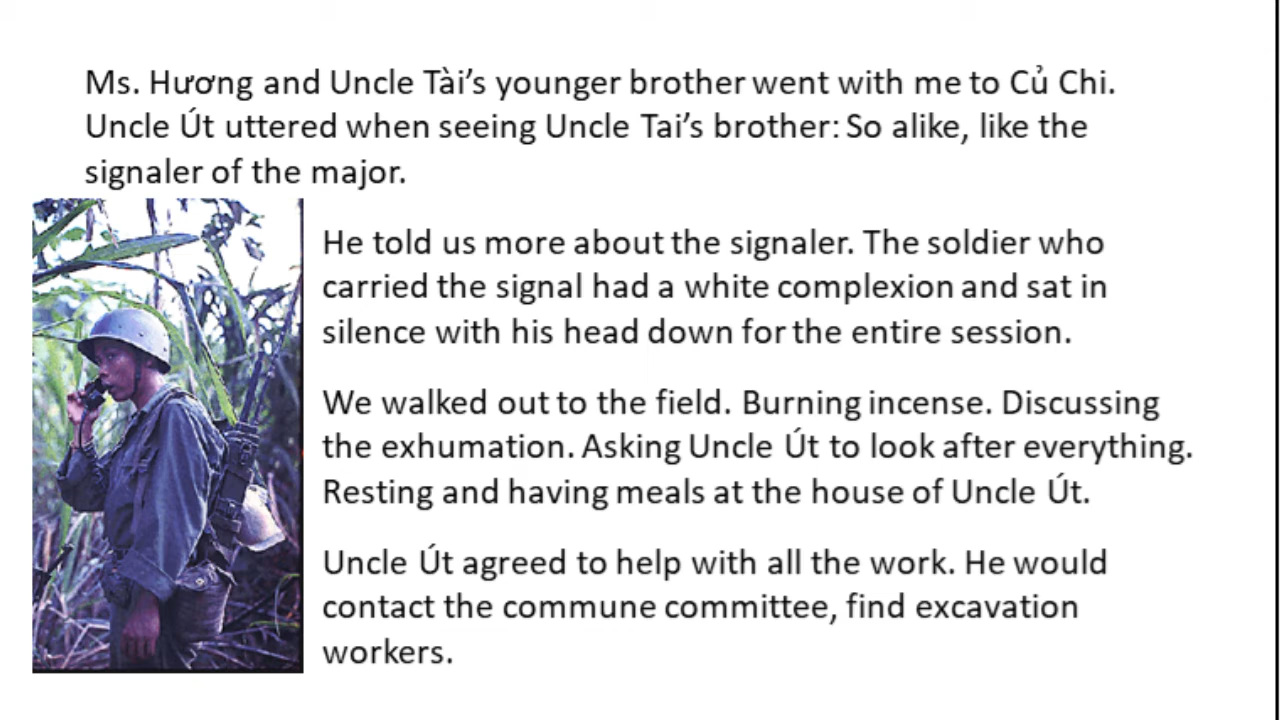 Ms. Hương and Uncle Tài’s younger brother went with me to Củ Chi.
Uncle Út uttered when seeing Uncle Tai’s brother: So alike, like the
signaler of the major.
He told us more about the signaler. The soldier who
carried the signal had a white complexion and sat in
silence with his head down for the entire session.
We walked out to the field. Burning incense. Discussing
the exhumation. Asking Uncle Út to look after everything.
Resting and having meals at the house of Uncle Út.
Uncle Út agreed to help with all the work. He would
contact the commune committee, find excavation
workers.